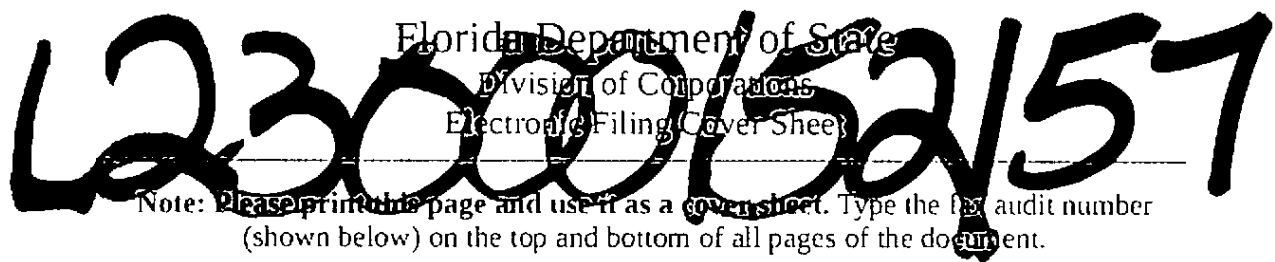 L23000152157
Florida Department of State
Division of Corporations
Electronic Filing Cover Sheet
Note: Please print this page and use it as a cover sheet. Type the fax audit number
(shown below) on the top and bottom of all pages of the document.